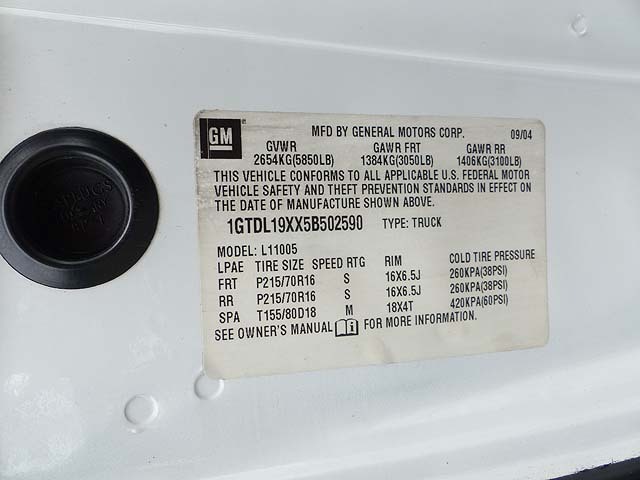 GM
MFD BY GENERAL MOTORS CORP. 09/04
GVWR GAWR FRT GAWR RR
2654KG(5850LB) 1384KG(3050LB) 1406KG(3100LB)
THIS VEHICLE CONFORMS TO ALL APPLICABLE U.S. FEDERAL MOTOR
VEHICLE SAFETY AND THEFT PREVENTION STANDARDS IN EFFECT ON
THE DATE OF MANUFACTURE SHOWN ABOVE.
1GTDL19XX5B502590 TYPE: TRUCK
MODEL: L11005
LPAE TIRE SIZE SPEED RTG RIM COLD TIRE PRESSURE
FRT P215/70R16 S 16X6.5J 260KPA(38PSI)
RR P215/70R16 S 16X6.5J 260KPA(38PSI)
SPA T155/80D18 M 18X4T 420KPA(60PSI)
SEE OWNER'S MANUAL FOR MORE INFORMATION.